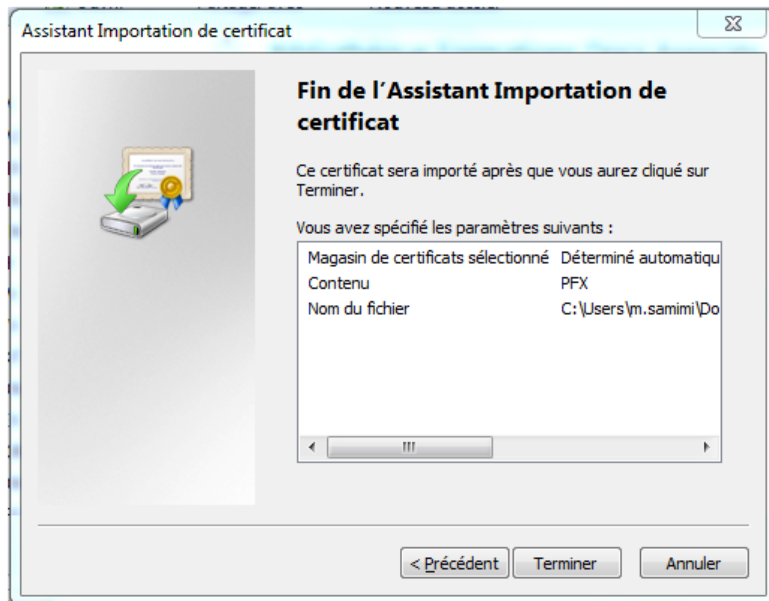 Assistant Importation de certificat
Fin de l'Assistant Importation de
certificat
Ce certificat sera importé après que vous aurez cliqué sur
Terminer.
Vous avez spécifié les paramètres suivants :
Magasin de certificats sélectionné Déterminé automatiqu
Contenu PFX
Nom du fichier C:\Users\m.samimi\Do
< Précédent Terminer Annuler